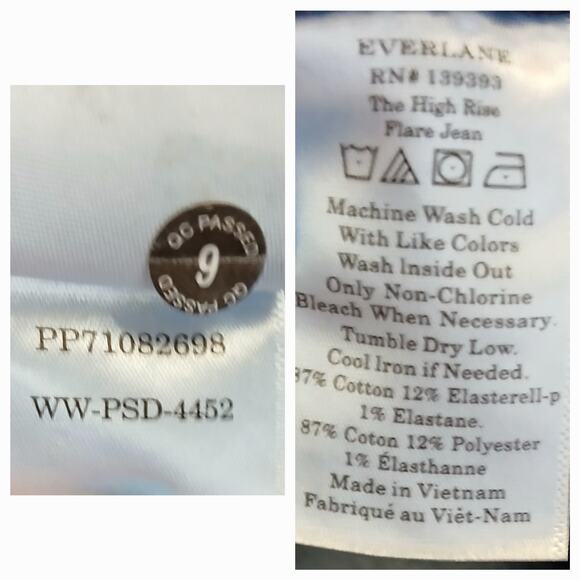 QC PASSED
9
QC PASSED
PP71082698
WW-PSD-4452
EVERLANE
RN# 139393
The High Rise
Flare Jean
Machine Wash Cold
With Like Colors
Wash Inside Out
Only Non-Chlorine
Bleach When Necessary.
Tumble Dry Low.
Cool Iron if Needed.
87% Cotton 12% Elasterell-p
1% Elastane.
87% Coton 12% Polyester
1% Élasthanne
Made in Vietnam
Fabriqué au Viêt-Nam